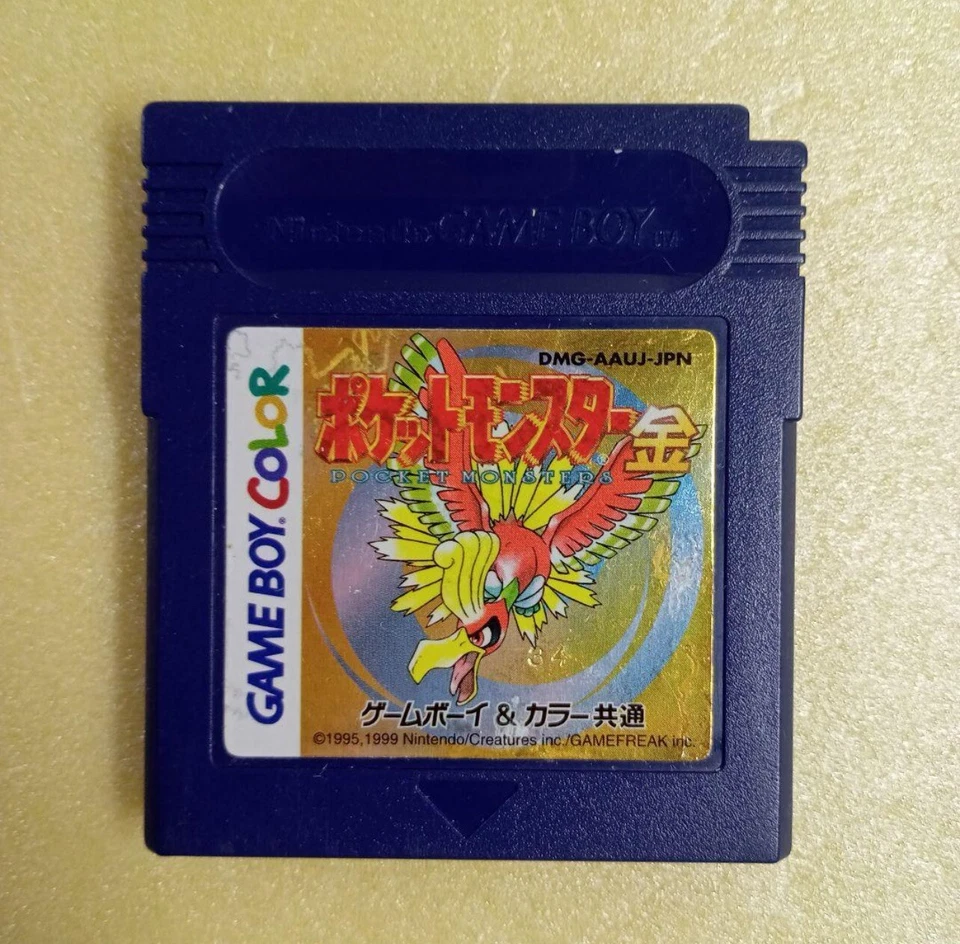 Nintendo GAME BOY TM
GAME BOY COLOR
DMG-AAUJ-JPN
ポケットモンスター金
POCKET MONSTERS
84
ゲームボーイ & カラー共通
©1995,1999 Nintendo/Creatures inc./GAMEFREAK inc.